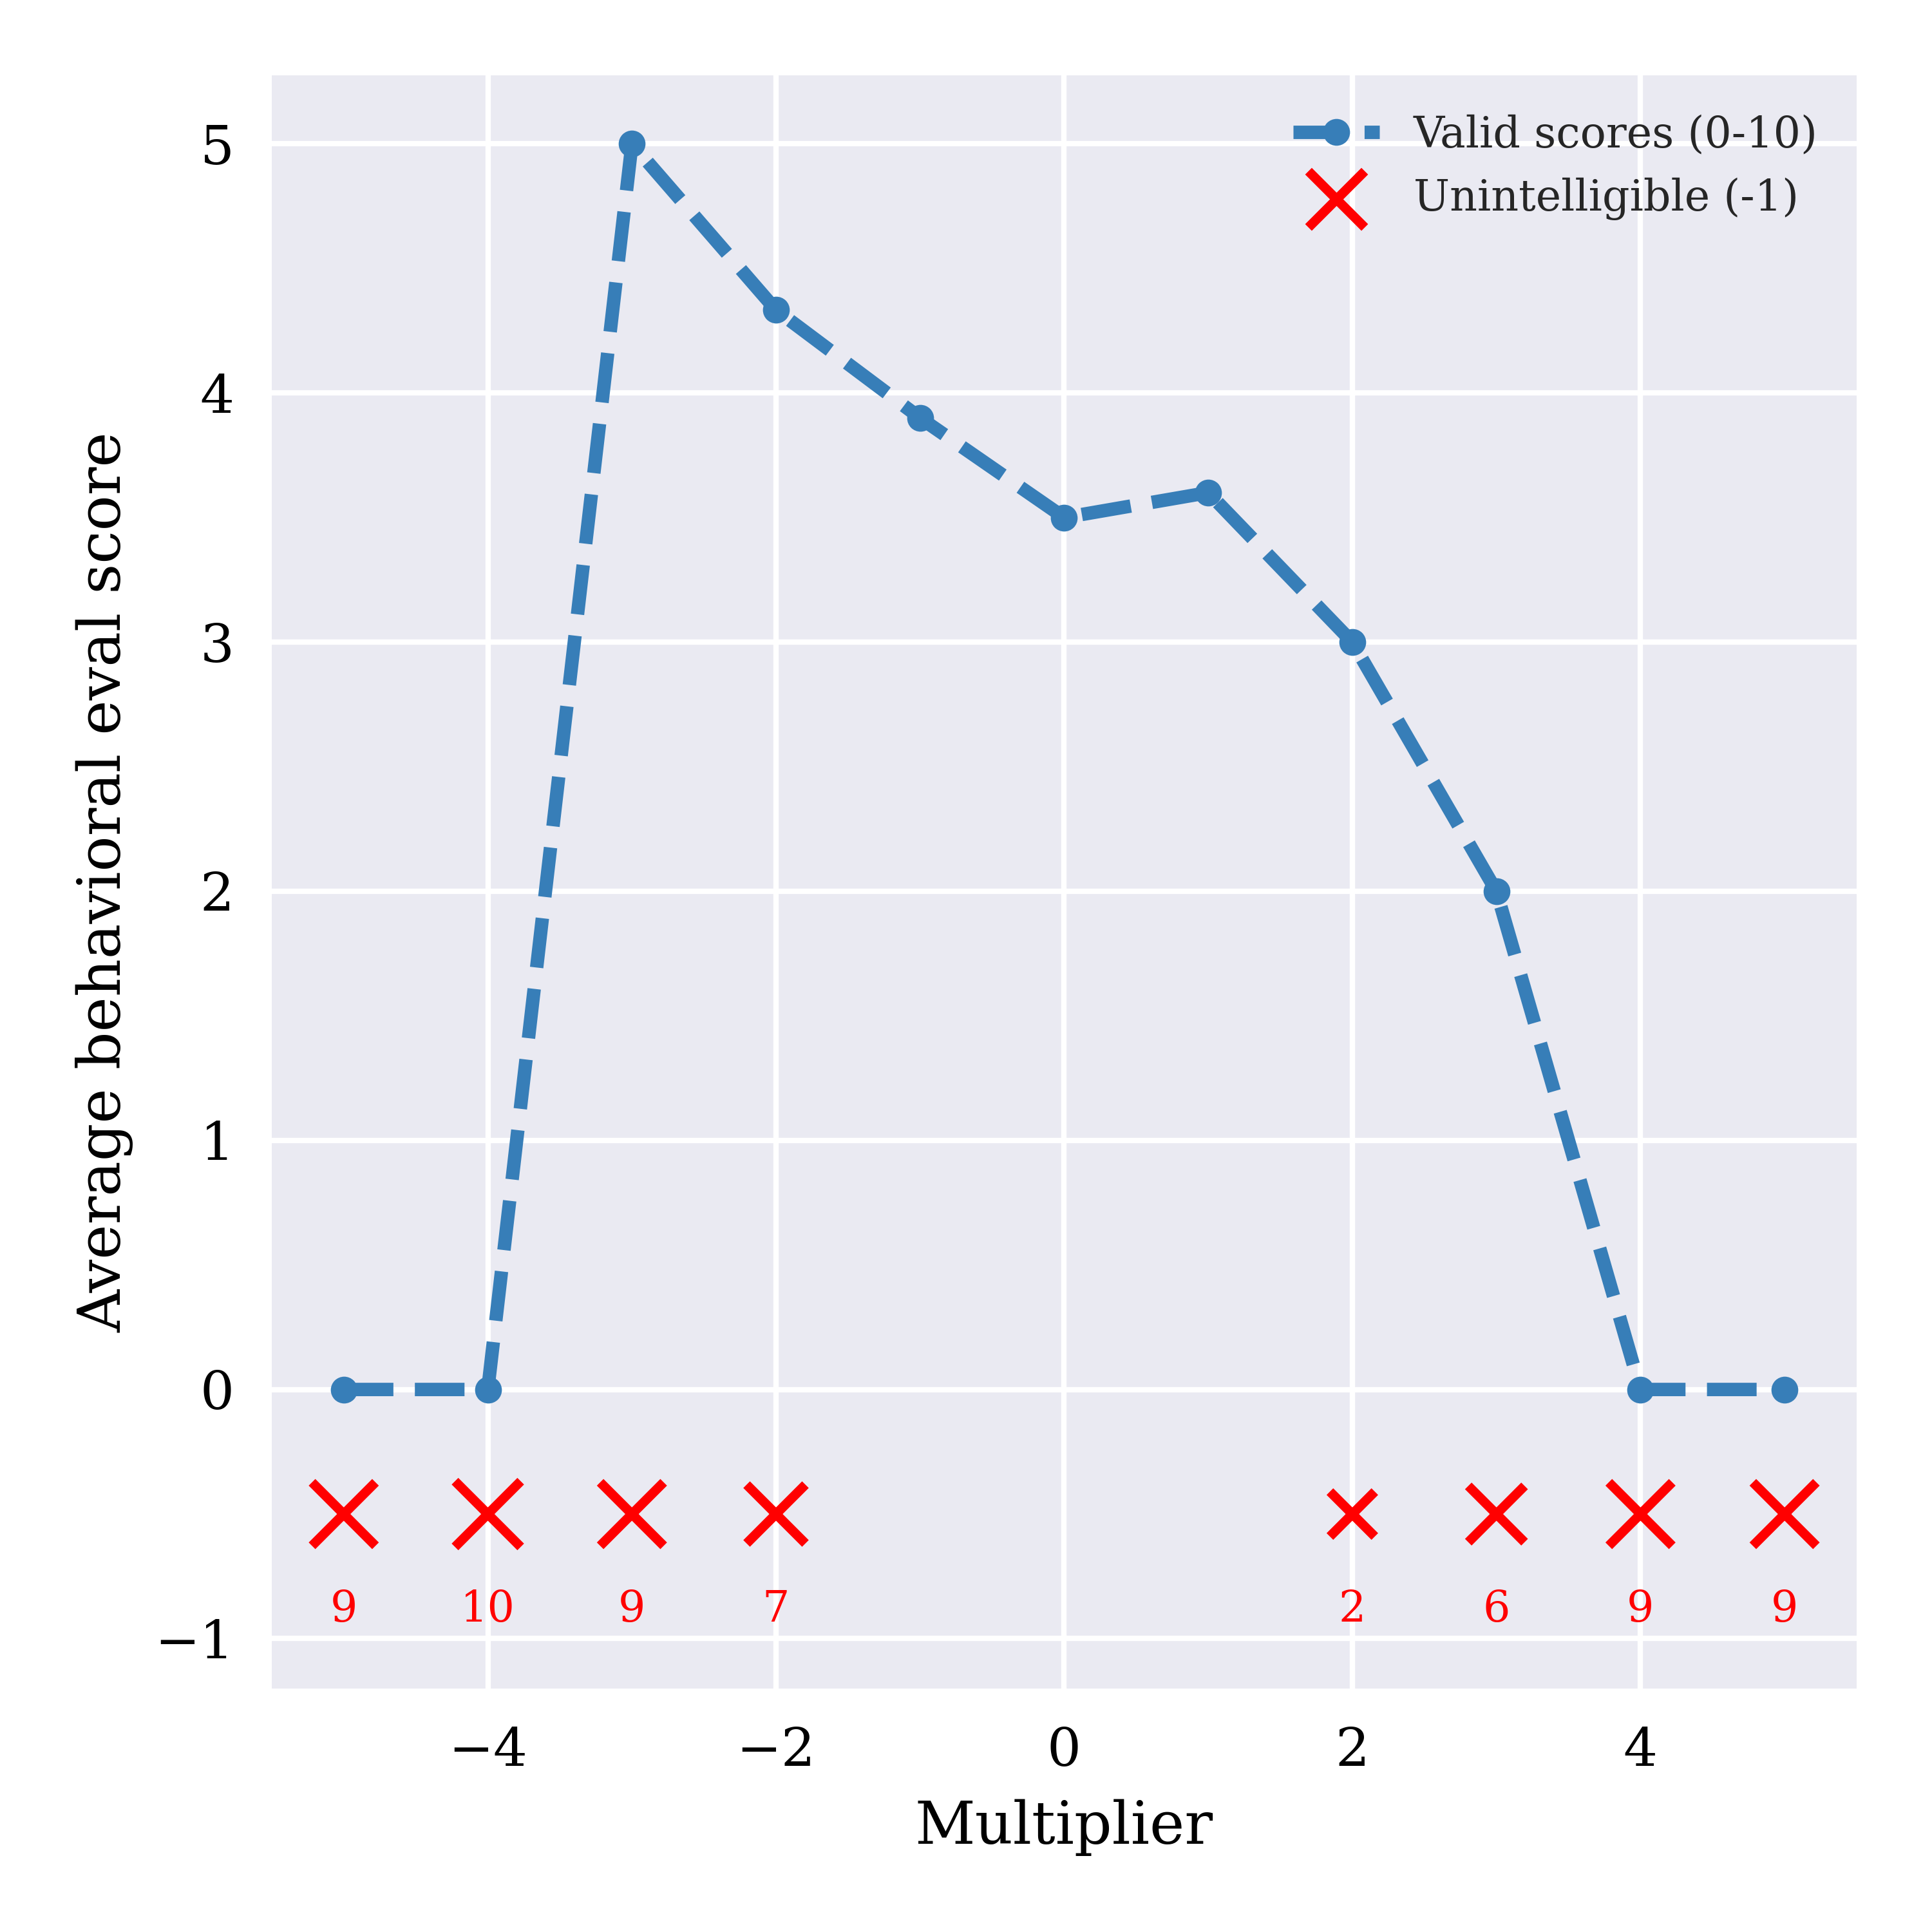 Valid scores (0-10)
Unintelligible (-1)
5
4
3
2
1
0
−1
Average behavioral eval score
9 10 9 7 2 6 9 9
−4 −2 0 2 4
Multiplier